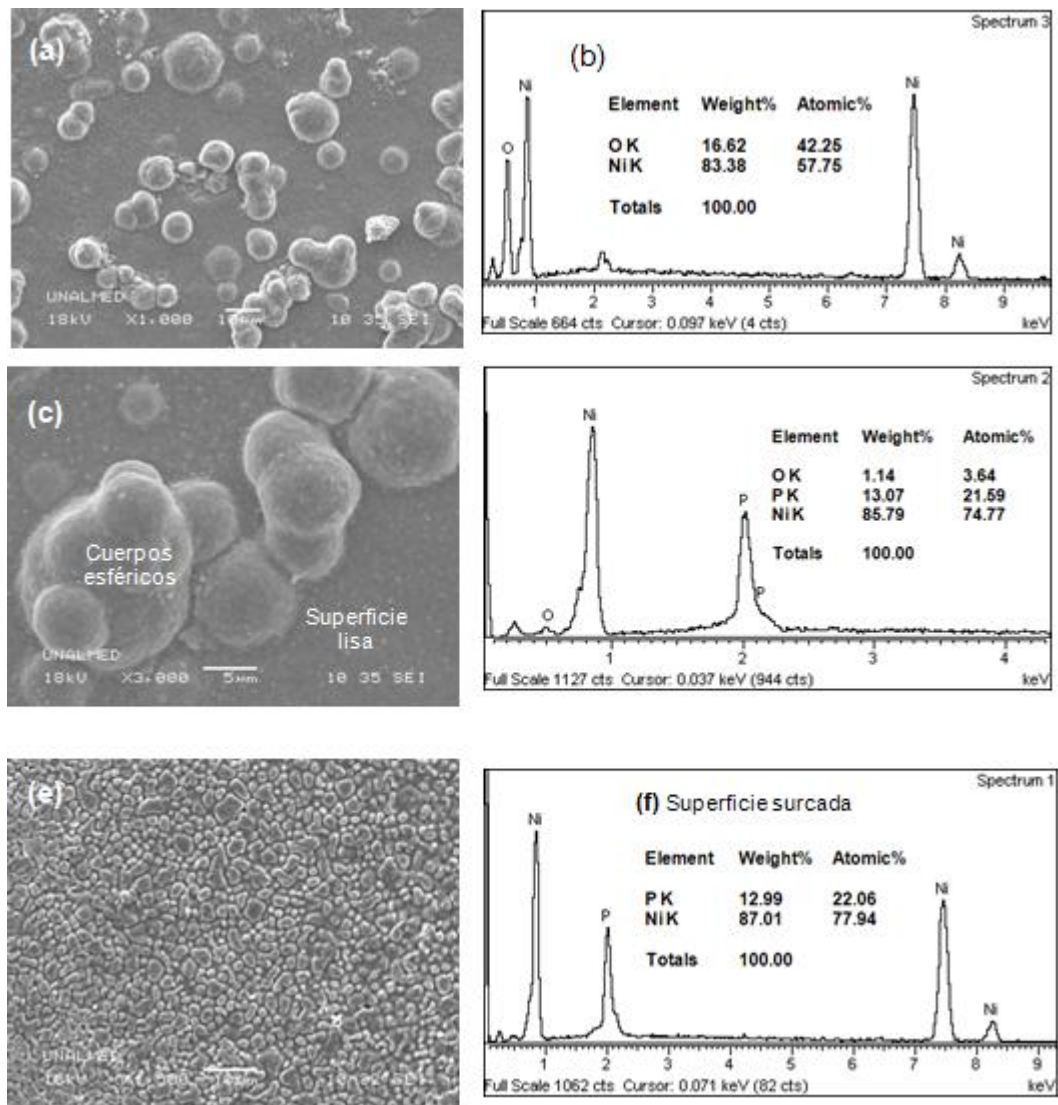 (a)
UNALMED
18kV X1,000 10µm 10 35 SEI
Spectrum 3
(b)
Ni
Ni
Element Weight% Atomic%
O
O K 16.62 42.25
Ni K 83.38 57.75
Totals 100.00
Ni
1 2 3 4 5 6 7 8 9
Full Scale 664 cts Cursor: 0.097 keV (4 cts) keV
(c)
Cuerpos
esféricos
Superficie
lisa
UNALMED
18kV X3,000 5µm 10 35 SEI
Spectrum 2
Ni
Element Weight% Atomic%
O K 1.14 3.64
P K 13.07 21.59
Ni K 85.79 74.77
P
Totals 100.00
P
O
1 2 3 4
Full Scale 1127 cts Cursor: 0.037 keV (944 cts) keV
(e)
UNALMED
Spectrum 1
(f) Superficie surcada
Ni
Element Weight% Atomic%
P K 12.99 22.06
Ni K 87.01 77.94
Ni
P
Totals 100.00
Ni
1 2 3 4 5 6 7 8 9
Full Scale 1062 cts Cursor: 0.071 keV (82 cts) keV